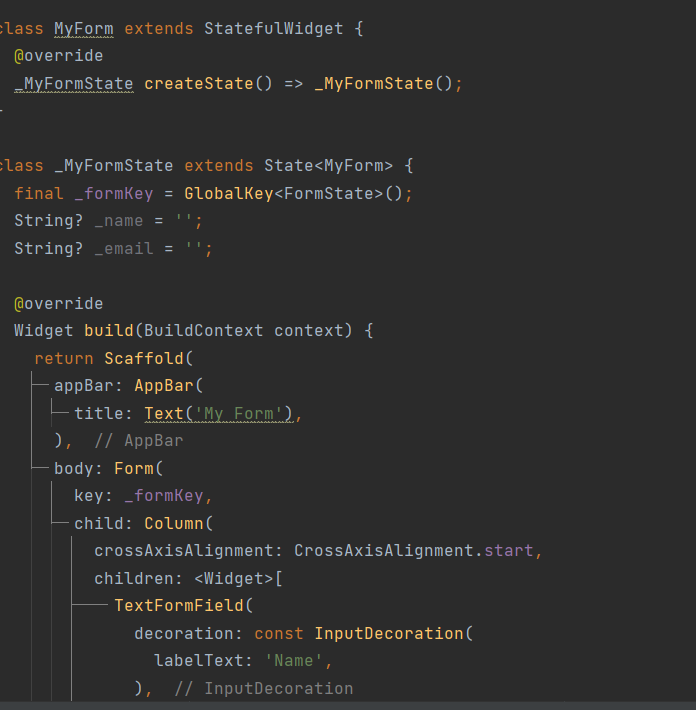 class MyForm extends StatefulWidget {
@override
_MyFormState createState() => _MyFormState();
class _MyFormState extends State<MyForm> {
final _formKey = GlobalKey<FormState>();
String? _name = '';
String? _email = '';
@override
Widget build(BuildContext context) {
return Scaffold(
appBar: AppBar(
title: Text('My Form'),
), // AppBar
body: Form(
key: _formKey,
child: Column(
crossAxisAlignment: CrossAxisAlignment.start,
children: <Widget>[
TextFormField(
decoration: const InputDecoration(
labelText: 'Name',
), // InputDecoration